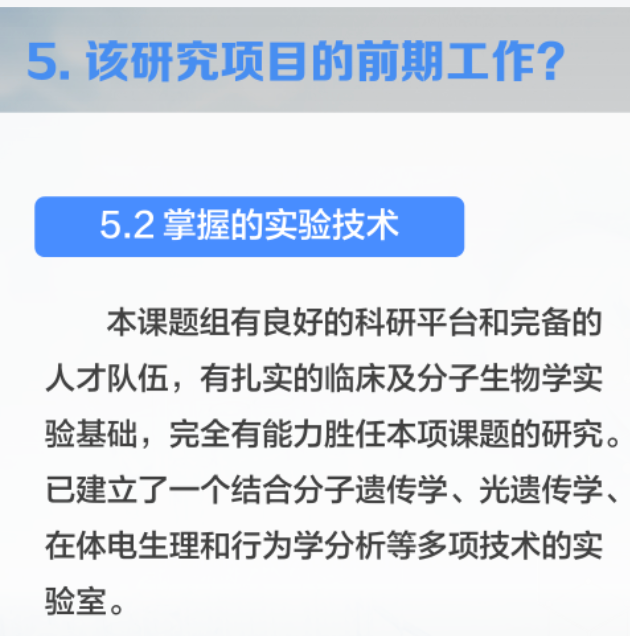 5. 该研究项目的前期工作?
5.2 掌握的实验技术
本课题组有良好的科研平台和完备的
人才队伍，有扎实的临床及分子生物学实
验基础，完全有能力胜任本项课题的研究。
已建立了一个结合分子遗传学、光遗传学、
在体电生理和行为学分析等多项技术的实
验室。